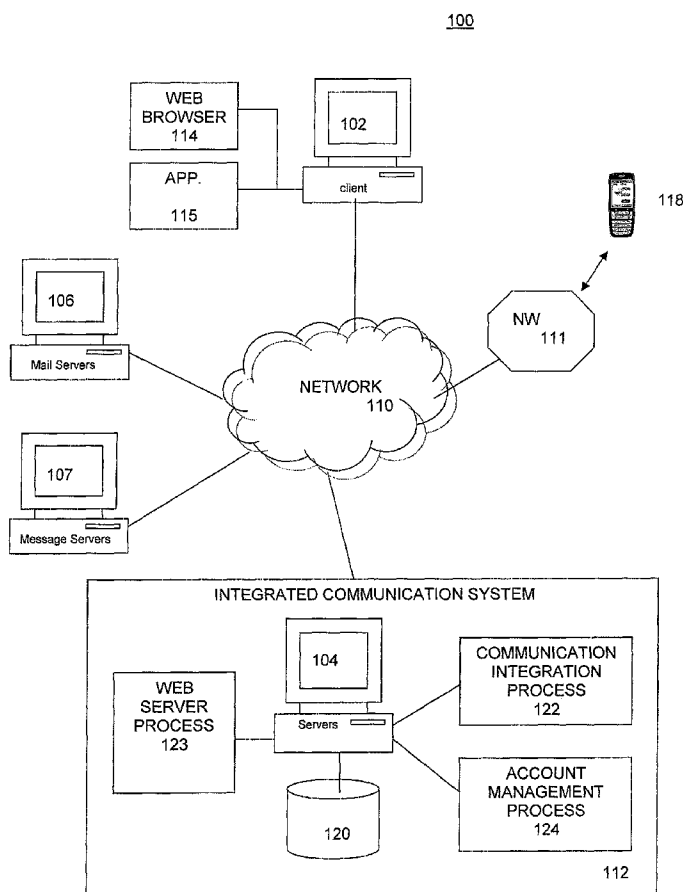 100
WEB
BROWSER
114
102
APP.
115
client
118
106
Mail Servers
NW
111
NETWORK
110
107
Message Servers
INTEGRATED COMMUNICATION SYSTEM
104
COMMUNICATION
INTEGRATION
PROCESS
122
WEB
SERVER
PROCESS
123
Servers
ACCOUNT
MANAGEMENT
PROCESS
124
120
112